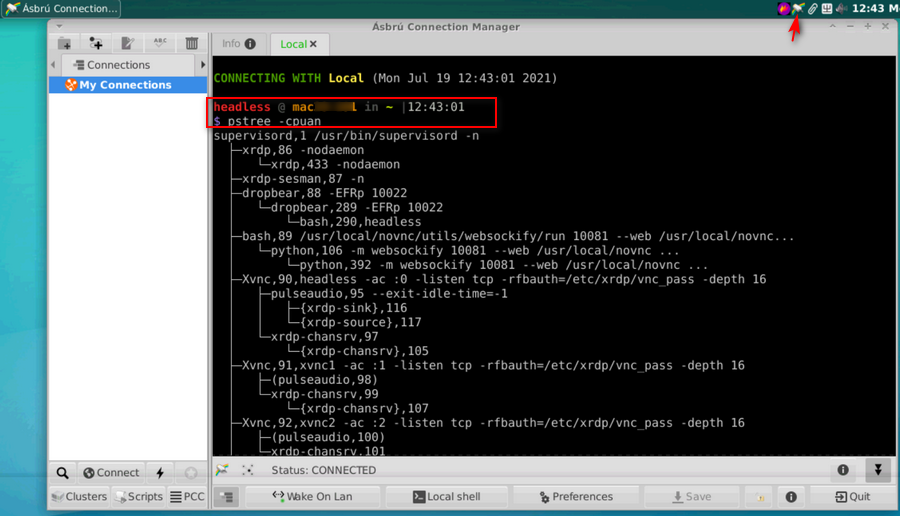 Ásbrú Connection...
12:43 M
Ásbrú Connection Manager
Info
Local
Connections
My Connections
CONNECTING WITH Local (Mon Jul 19 12:43:01 2021)
headless @ mac l in ~ |12:43:01
$ pstree -cpuan
supervisord,1 /usr/bin/supervisord -n
├─xrdp,86 -nodaemon
│ └─xrdp,433 -nodaemon
├─xrdp-sesman,87 -n
├─dropbear,88 -EFRp 10022
│ └─dropbear,289 -EFRp 10022
│ └─bash,290,headless
├─bash,89 /usr/local/novnc/utils/websockify/run 10081 --web /usr/local/novnc...
│ └─python,106 -m websockify 10081 --web /usr/local/novnc ...
│ └─python,392 -m websockify 10081 --web /usr/local/novnc ...
├─Xvnc,90,headless -ac :0 -listen tcp -rfbauth=/etc/xrdp/vnc_pass -depth 16
│ ├─pulseaudio,95 --exit-idle-time=-1
│ │ ├─{xrdp-sink},116
│ │ └─{xrdp-source},117
│ └─xrdp-chansrv,97
│ └─{xrdp-chansrv},105
├─Xvnc,91,xvnc1 -ac :1 -listen tcp -rfbauth=/etc/xrdp/vnc_pass -depth 16
│ ├─(pulseaudio,98)
│ └─xrdp-chansrv,99
│ └─{xrdp-chansrv},107
├─Xvnc,92,xvnc2 -ac :2 -listen tcp -rfbauth=/etc/xrdp/vnc_pass -depth 16
│ ├─(pulseaudio,100)
│ └─xrdp-chansrv,101
Connect
Status: CONNECTED
Clusters
Scripts
PCC
Wake On Lan
Local shell
Preferences
Save
Quit